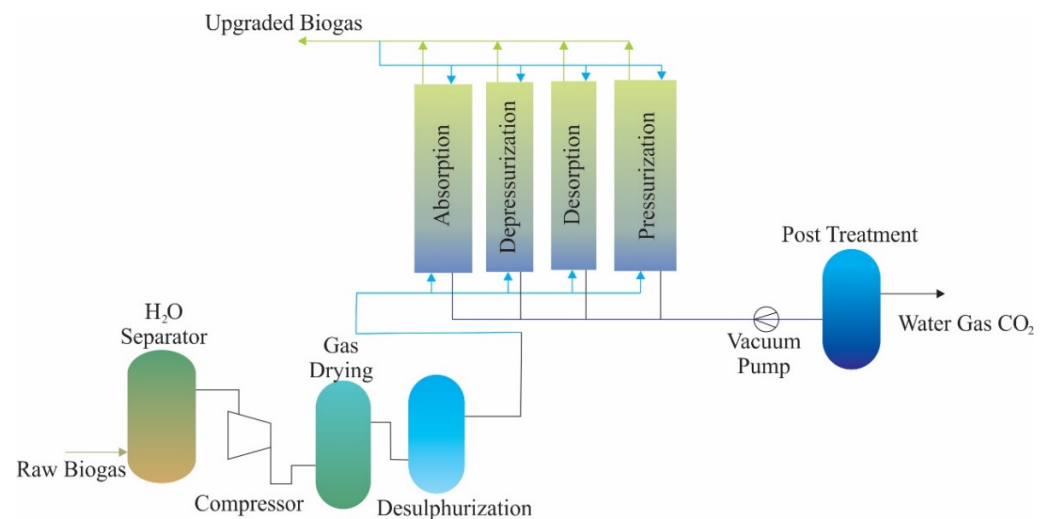 Upgraded Biogas
Absorption
Depressurization
Desorption
Pressurization
Post Treatment
Water Gas CO₂
Vacuum
Pump
H₂O
Separator
Gas
Drying
Raw Biogas
Compressor
Desulphurization